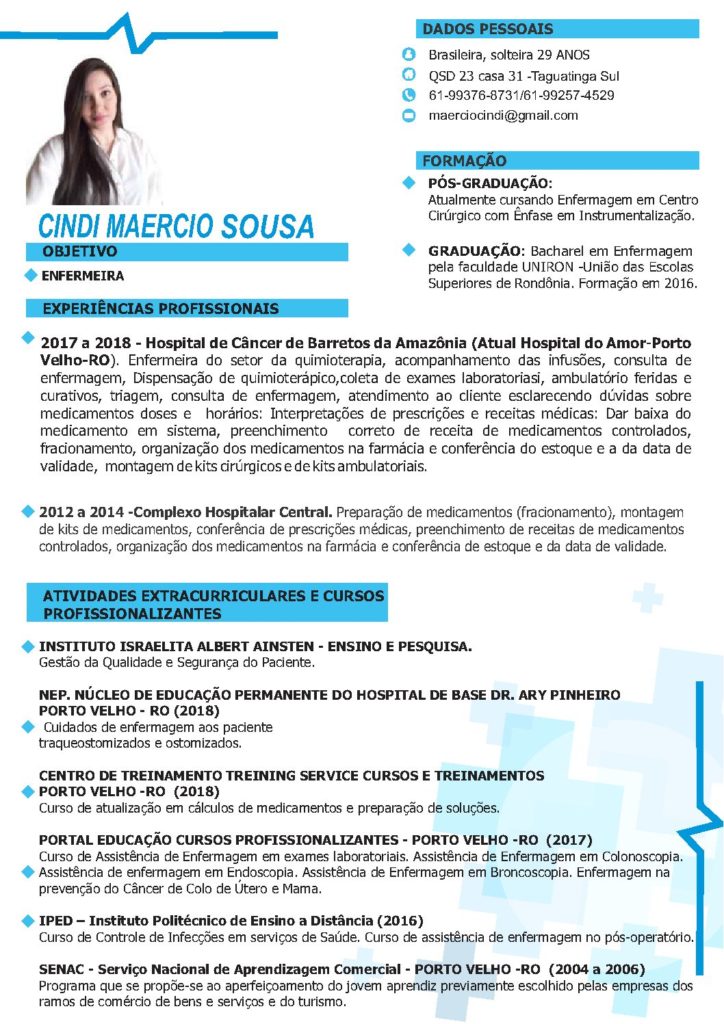 CINDI MAERCIO SOUSA
OBJETIVO
ENFERMEIRA
DADOS PESSOAIS
Brasileira, solteira 29 ANOS
QSD 23 casa 31 -Taguatinga Sul
61-99376-8731/61-99257-4529
maerciocindi@gmail.com
FORMAÇÃO
PÓS-GRADUAÇÃO:
Atualmente cursando Enfermagem em Centro
Cirúrgico com Ênfase em Instrumentalização.
GRADUAÇÃO: Bacharel em Enfermagem
pela faculdade UNIRON -União das Escolas
Superiores de Rondônia. Formação em 2016.
EXPERIÊNCIAS PROFISSIONAIS
2017 a 2018 - Hospital de Câncer de Barretos da Amazônia (Atual Hospital do Amor-Porto
Velho-RO). Enfermeira do setor da quimioterapia, acompanhamento das infusões, consulta de
enfermagem, Dispensação de quimioterápico,coleta de exames laboratoriasi, ambulatório feridas e
curativos, triagem, consulta de enfermagem, atendimento ao cliente esclarecendo dúvidas sobre
medicamentos doses e horários: Interpretações de prescrições e receitas médicas: Dar baixa do
medicamento em sistema, preenchimento correto de receita de medicamentos controlados,
fracionamento, organização dos medicamentos na farmácia e conferência do estoque e a da data de
validade, montagem de kits cirúrgicos e de kits ambulatoriais.
2012 a 2014 -Complexo Hospitalar Central. Preparação de medicamentos (fracionamento), montagem
de kits de medicamentos, conferência de prescrições médicas, preenchimento de receitas de medicamentos
controlados, organização dos medicamentos na farmácia e conferência de estoque e da data de validade.
ATIVIDADES EXTRACURRICULARES E CURSOS
PROFISSIONALIZANTES
INSTITUTO ISRAELITA ALBERT AINSTEN - ENSINO E PESQUISA.
Gestão da Qualidade e Segurança do Paciente.
NEP. NÚCLEO DE EDUCAÇÃO PERMANENTE DO HOSPITAL DE BASE DR. ARY PINHEIRO
PORTO VELHO - RO (2018)
Cuidados de enfermagem aos paciente
traqueostomizados e ostomizados.
CENTRO DE TREINAMENTO TREINING SERVICE CURSOS E TREINAMENTOS
PORTO VELHO -RO (2018)
Curso de atualização em cálculos de medicamentos e preparação de soluções.
PORTAL EDUCAÇÃO CURSOS PROFISSIONALIZANTES - PORTO VELHO -RO (2017)
Curso de Assistência de Enfermagem em exames laboratoriais. Assistência de Enfermagem em Colonoscopia.
Assistência de enfermagem em Endoscopia. Assistência de Enfermagem em Broncoscopia. Enfermagem na
prevenção do Câncer de Colo de Útero e Mama.
IPED – Instituto Politécnico de Ensino a Distância (2016)
Curso de Controle de Infecções em serviços de Saúde. Curso de assistência de enfermagem no pós-operatório.
SENAC - Serviço Nacional de Aprendizagem Comercial - PORTO VELHO -RO (2004 a 2006)
Programa que se propõe-se ao aperfeiçoamento do jovem aprendiz previamente escolhido pelas empresas dos
ramos de comércio de bens e serviços e do turismo.